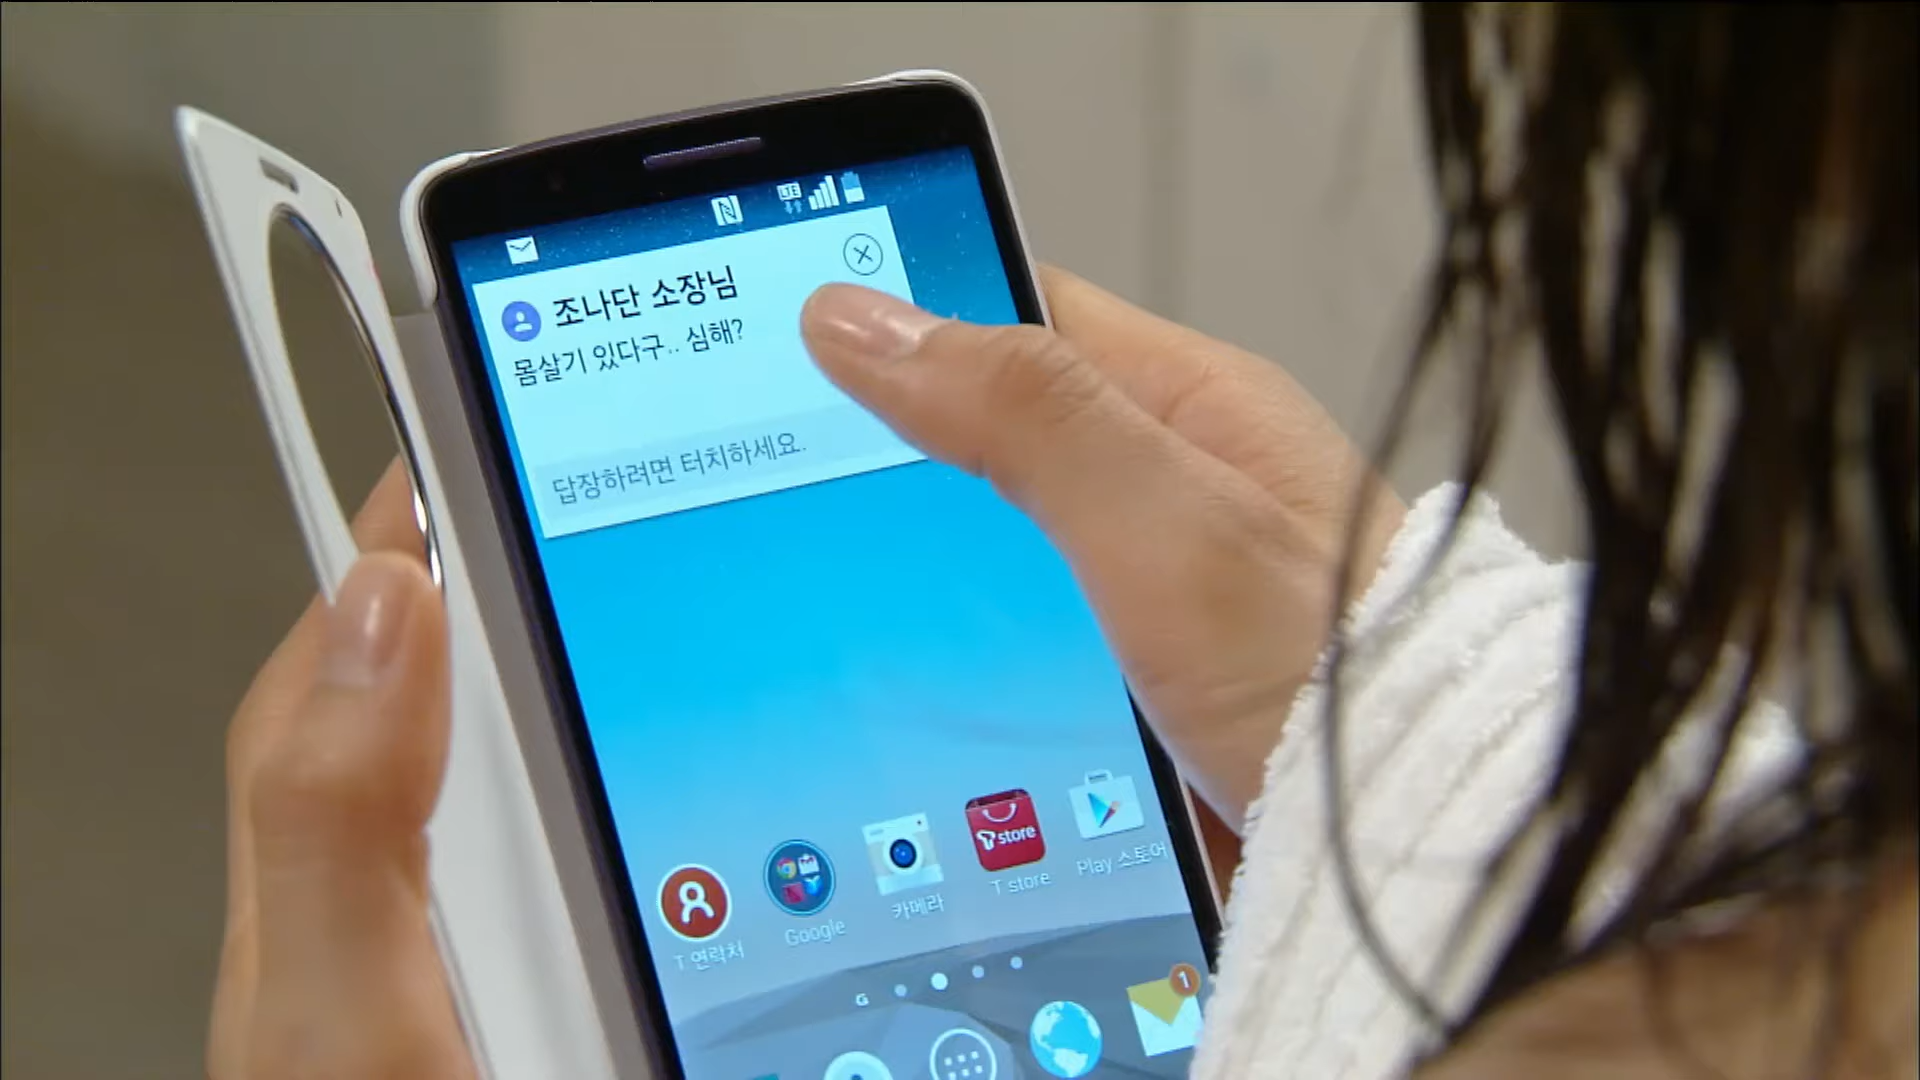 LTE
조나단 소장님
몸살기 있다구.. 심해?
답장하려면 터치하세요.
T store
T 연락처
Google
카메라
T store
Play 스토어
G
1